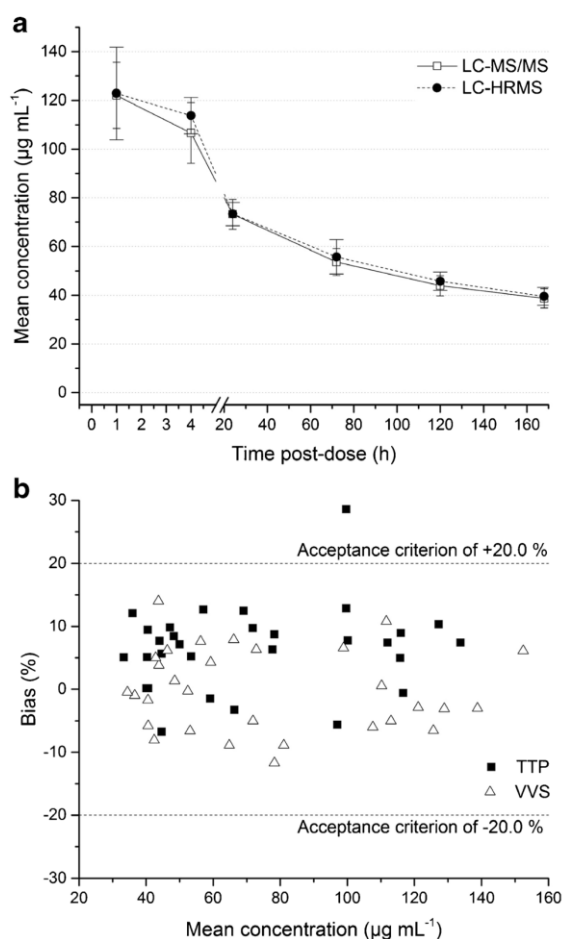 a
140
120
100
80
60
40
20
0
Mean concentration (µg mL⁻¹)
LC-MS/MS
LC-HRMS
0 1 2 3 4 20 40 60 80 100 120 140 160
Time post-dose (h)
b
30
20
10
0
-10
-20
-30
Bias (%)
Acceptance criterion of +20.0 %
TTP
VVS
Acceptance criterion of -20.0 %
20 40 60 80 100 120 140 160
Mean concentration (µg mL⁻¹)